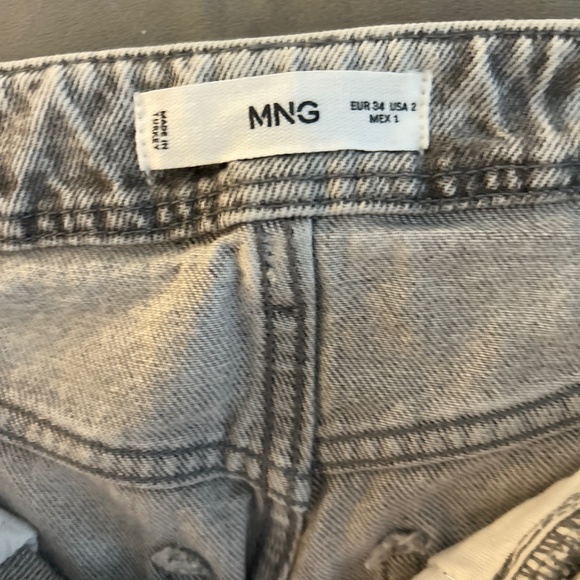 MADE IN
TURKEY
MNG
EUR 34 USA 2
MEX 1